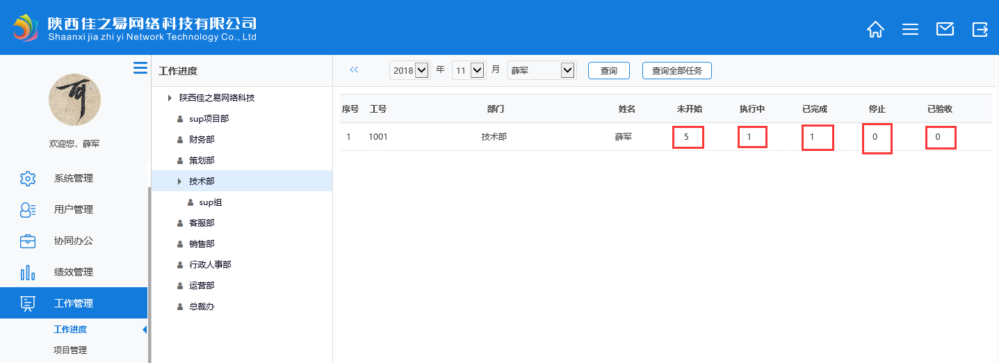 陕西佳之易网络科技有限公司
Shaanxi jia zhi yi Network Technology Co., Ltd
欢迎您，薛军
系统管理
用户管理
协同办公
绩效管理
工作管理
工作进度
项目管理
工作进度
陕西佳之易网络科技
sup项目部
财务部
策划部
技术部
sup组
客服部
销售部
行政人事部
运营部
总裁办
« 2018 年 11 月 薛军 查询 查询全部任务
序号 工号 部门 姓名 未开始 执行中 已完成 停止 已验收
1 1001 技术部 薛军 5 1 1 0 0